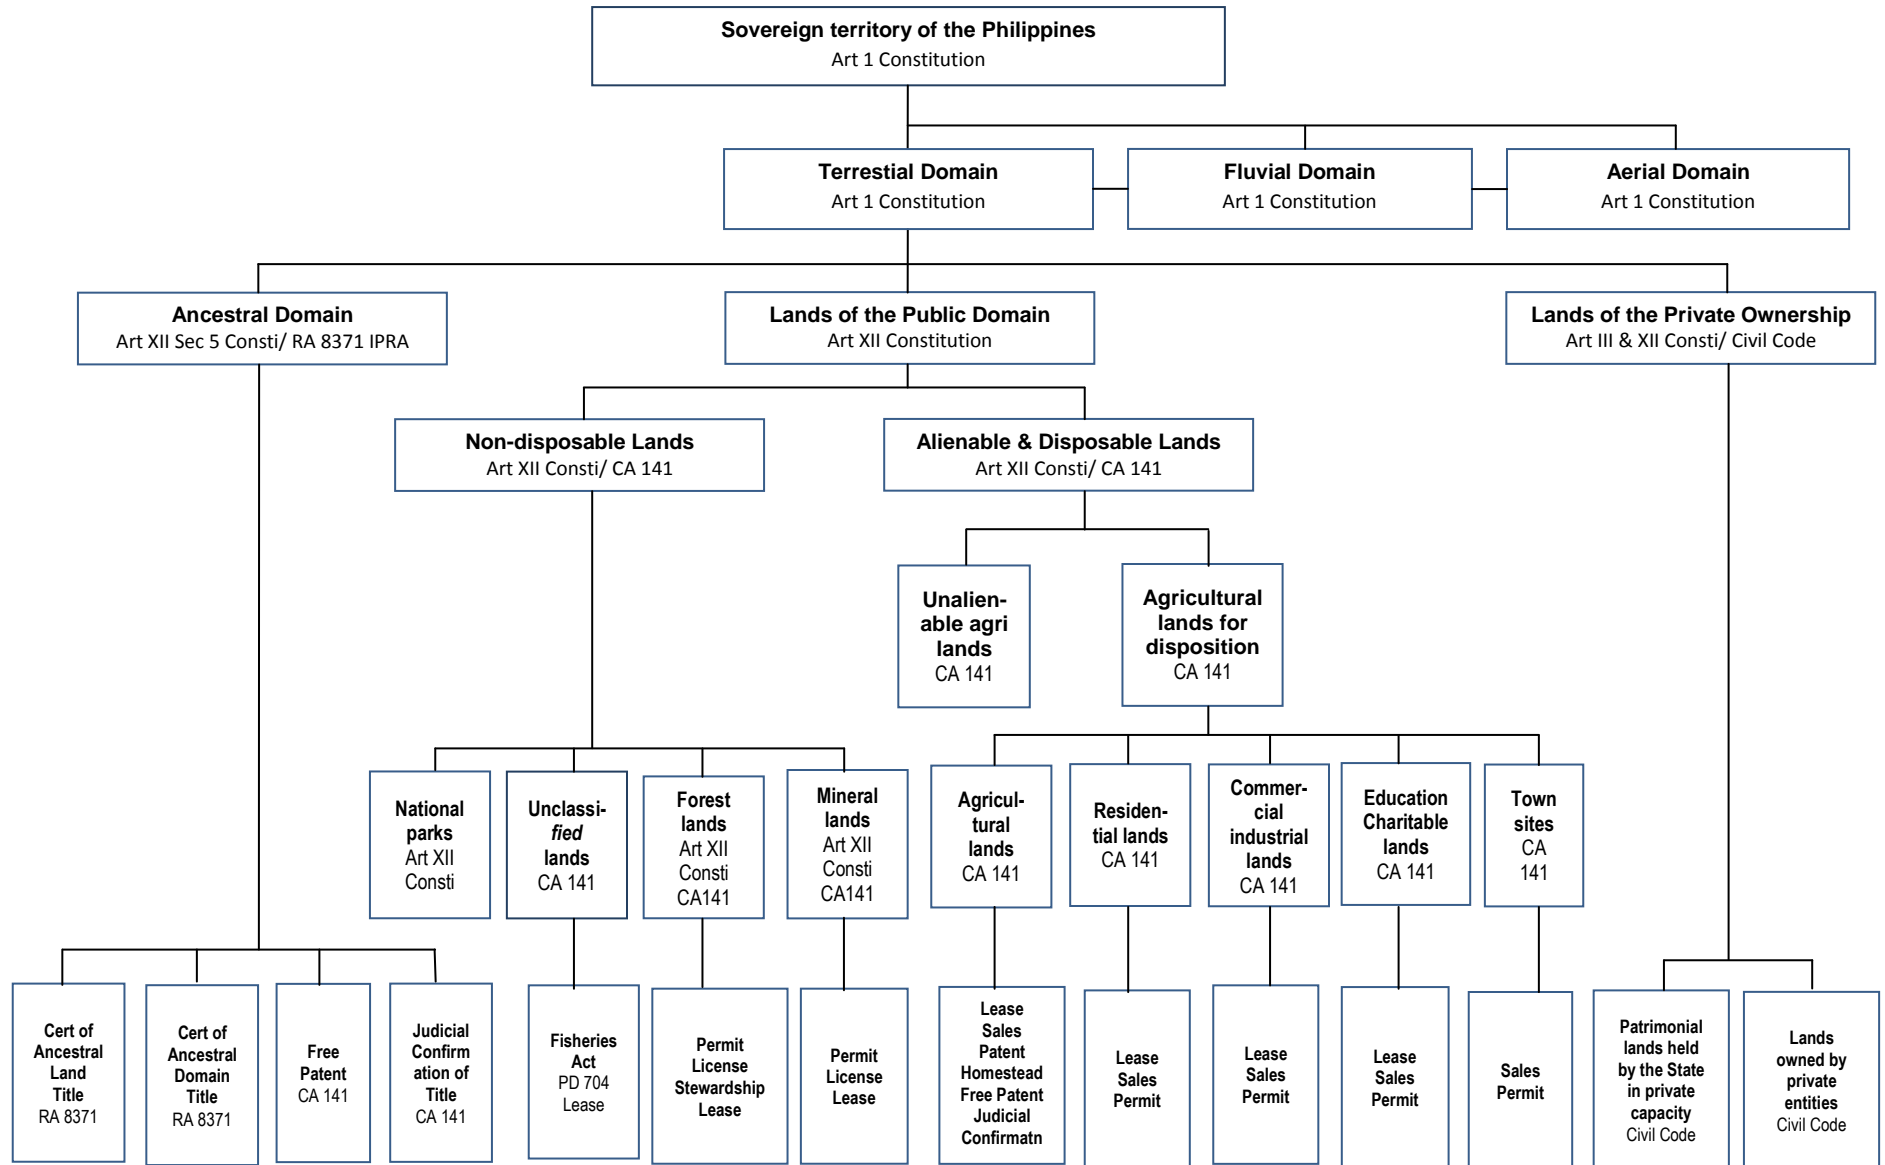 Sovereign territory of the Philippines
Art 1 Constitution
Terrestial Domain
Art 1 Constitution
Fluvial Domain
Art 1 Constitution
Aerial Domain
Art 1 Constitution
Ancestral Domain
Art XII Sec 5 Consti/ RA 8371 IPRA
Lands of the Public Domain
Art XII Constitution
Lands of the Private Ownership
Art III & XII Consti/ Civil Code
Non-disposable Lands
Art XII Consti/ CA 141
Alienable & Disposable Lands
Art XII Consti/ CA 141
Unalien-
able agri
lands
CA 141
Agricultural
lands for
disposition
CA 141
National
parks
Art XII
Consti
Unclassi-
fied
lands
CA 141
Forest
lands
Art XII
Consti
CA141
Mineral
lands
Art XII
Consti
CA141
Agricul-
tural
lands
CA 141
Residen-
tial lands
CA 141
Commer-
cial
industrial
lands
CA 141
Education
Charitable
lands
CA 141
Town
sites
CA
141
Cert of
Ancestral
Land
Title
RA 8371
Cert of
Ancestral
Domain
Title
RA 8371
Free
Patent
CA 141
Judicial
Confirm
ation of
Title
CA 141
Fisheries
Act
PD 704
Lease
Permit
License
Stewardship
Lease
Permit
License
Lease
Lease
Sales
Patent
Homestead
Free Patent
Judicial
Confirmatn
Lease
Sales
Permit
Lease
Sales
Permit
Lease
Sales
Permit
Sales
Permit
Patrimonial
lands held
by the State
in private
capacity
Civil Code
Lands
owned by
private
entities
Civil Code